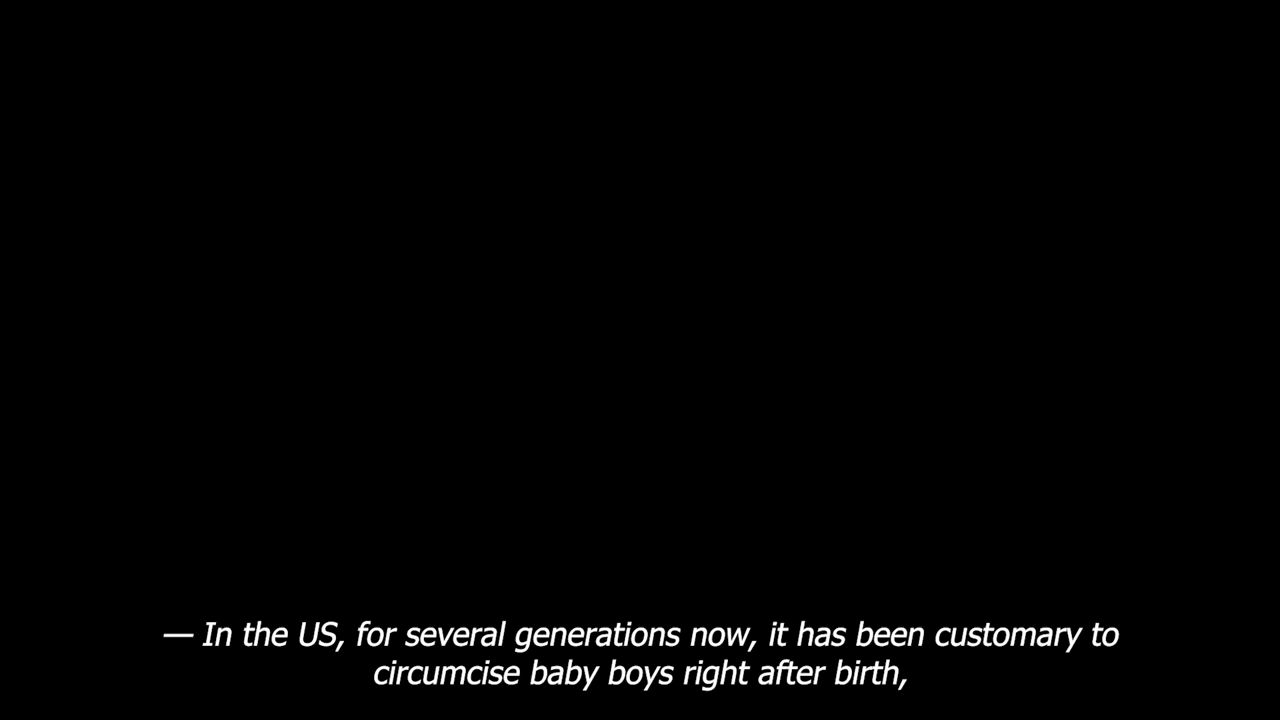 — In the US, for several generations now, it has been customary to
circumcise baby boys right after birth,